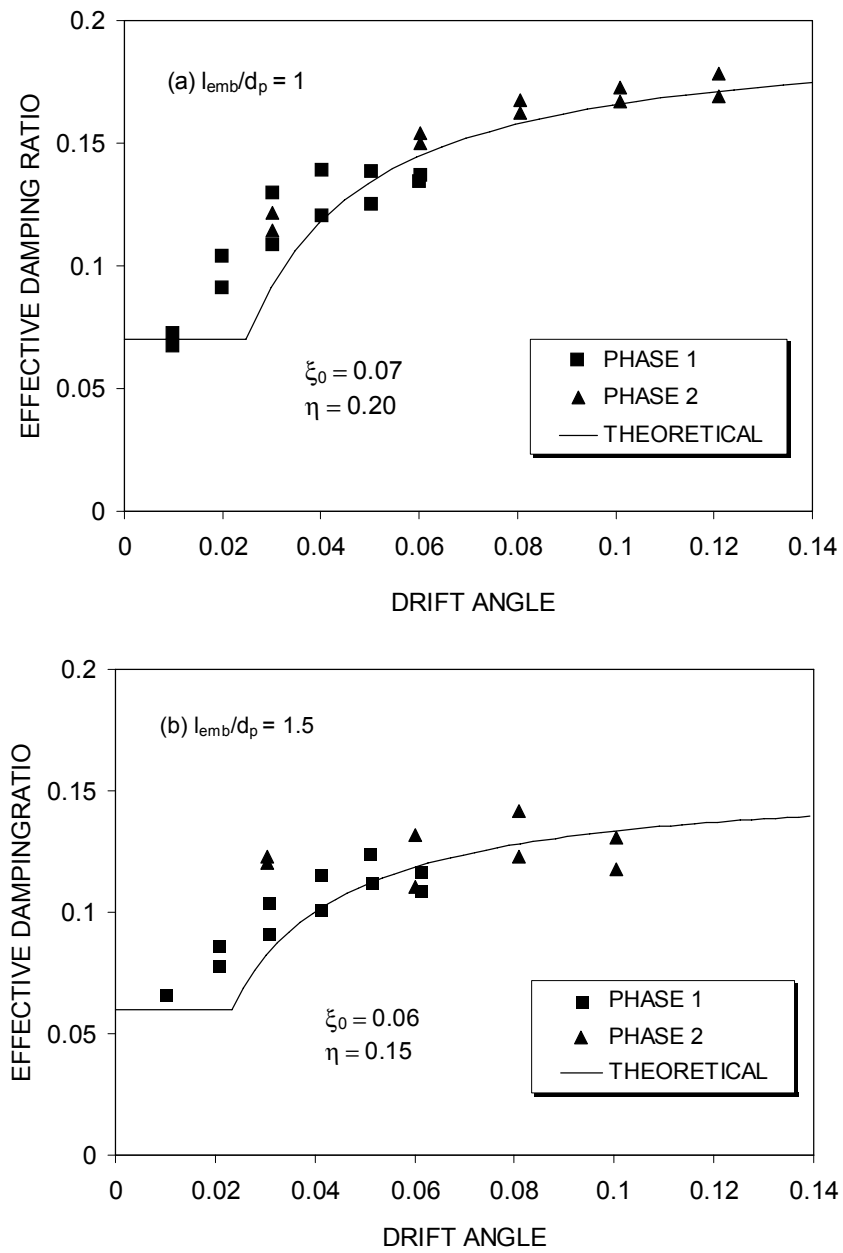 0.2
(a) lemb/dp = 1
0.15
0.1
0.05
0
EFFECTIVE DAMPING RATIO
ξ0 = 0.07
η = 0.20
PHASE 1
PHASE 2
THEORETICAL
0 0.02 0.04 0.06 0.08 0.1 0.12 0.14
DRIFT ANGLE
0.2
(b) lemb/dp = 1.5
0.15
0.1
0.05
0
EFFECTIVE DAMPINGRATIO
ξ0 = 0.06
η = 0.15
PHASE 1
PHASE 2
THEORETICAL
0 0.02 0.04 0.06 0.08 0.1 0.12 0.14
DRIFT ANGLE